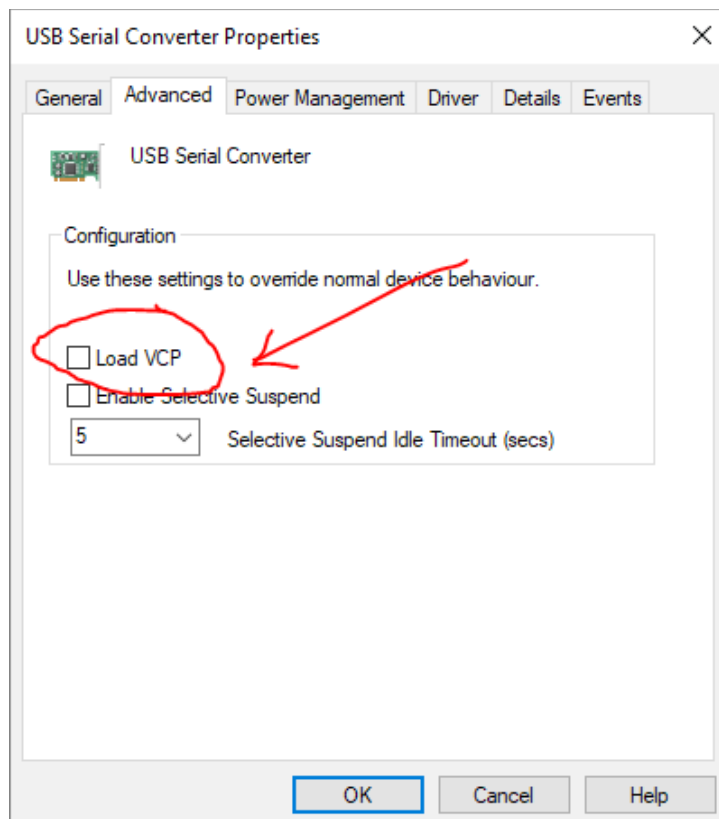 USB Serial Converter Properties
General Advanced Power Management Driver Details Events
USB Serial Converter
Configuration
Use these settings to override normal device behaviour.
Load VCP
Enable Selective Suspend
5 Selective Suspend Idle Timeout (secs)
OK Cancel Help